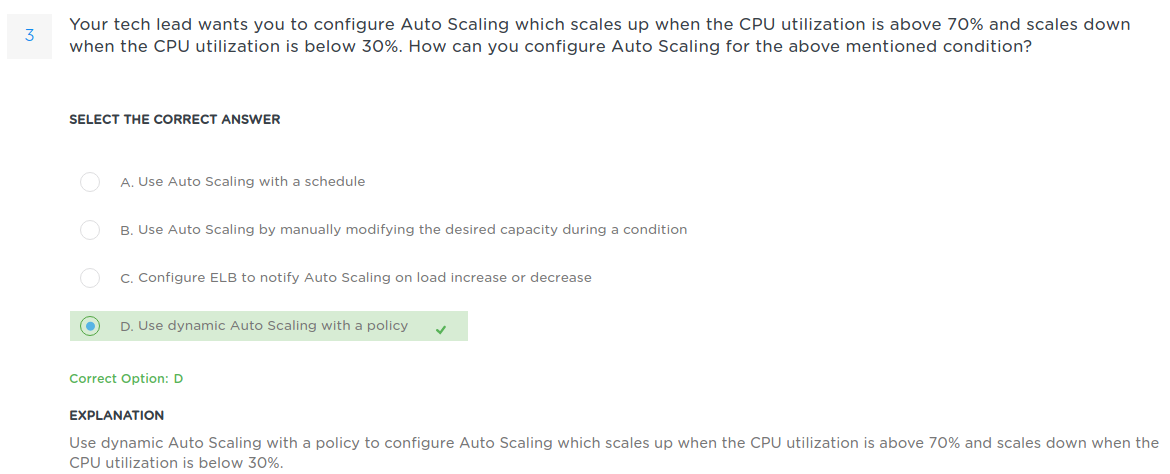 3
Your tech lead wants you to configure Auto Scaling which scales up when the CPU utilization is above 70% and scales down
when the CPU utilization is below 30%. How can you configure Auto Scaling for the above mentioned condition?
SELECT THE CORRECT ANSWER
A. Use Auto Scaling with a schedule
B. Use Auto Scaling by manually modifying the desired capacity during a condition
C. Configure ELB to notify Auto Scaling on load increase or decrease
D. Use dynamic Auto Scaling with a policy
Correct Option: D
EXPLANATION
Use dynamic Auto Scaling with a policy to configure Auto Scaling which scales up when the CPU utilization is above 70% and scales down when the
CPU utilization is below 30%.